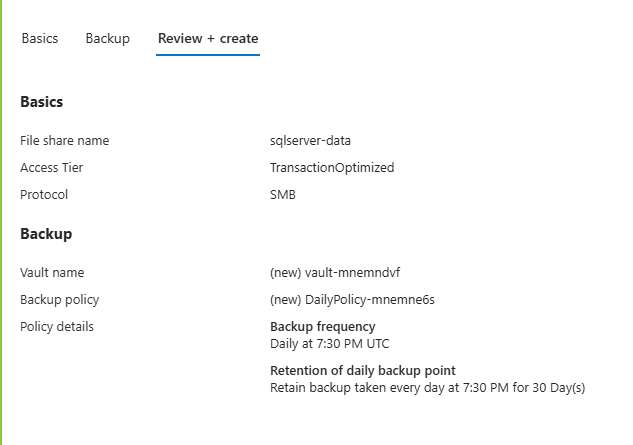 Basics Backup Review + create
Basics
File share name sqlserver-data
Access Tier TransactionOptimized
Protocol SMB
Backup
Vault name (new) vault-mnemndvf
Backup policy (new) DailyPolicy-mnemne6s
Policy details Backup frequency
Daily at 7:30 PM UTC
Retention of daily backup point
Retain backup taken every day at 7:30 PM for 30 Day(s)